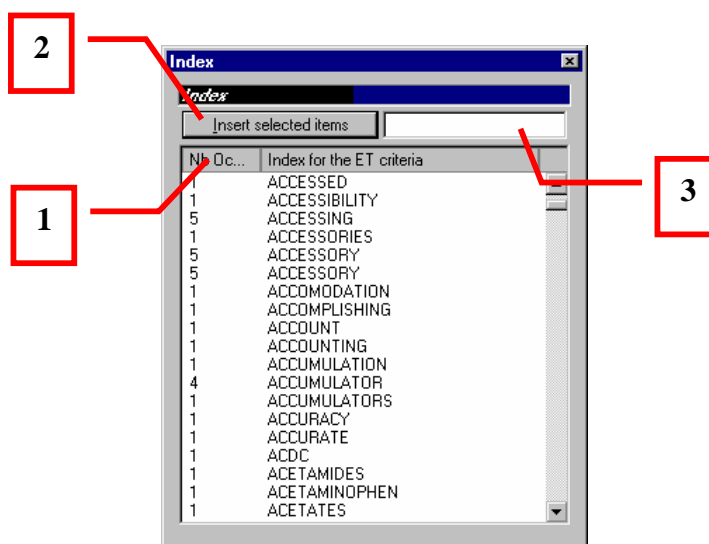 2
Index
Index
Insert selected items
Nb Oc... Index for the ET criteria
1 ACCESSED
1 ACCESSIBILITY
5 ACCESSING
1 ACCESSORIES
5 ACCESSORY
5 ACCESSORY
1 ACCOMODATION
1 ACCOMPLISHING
1 ACCOUNT
1 ACCOUNTING
1 ACCUMULATION
4 ACCUMULATOR
1 ACCUMULATORS
1 ACCURACY
1 ACCURATE
1 ACDC
1 ACETAMIDES
1 ACETAMINOPHEN
1 ACETATES
1
3